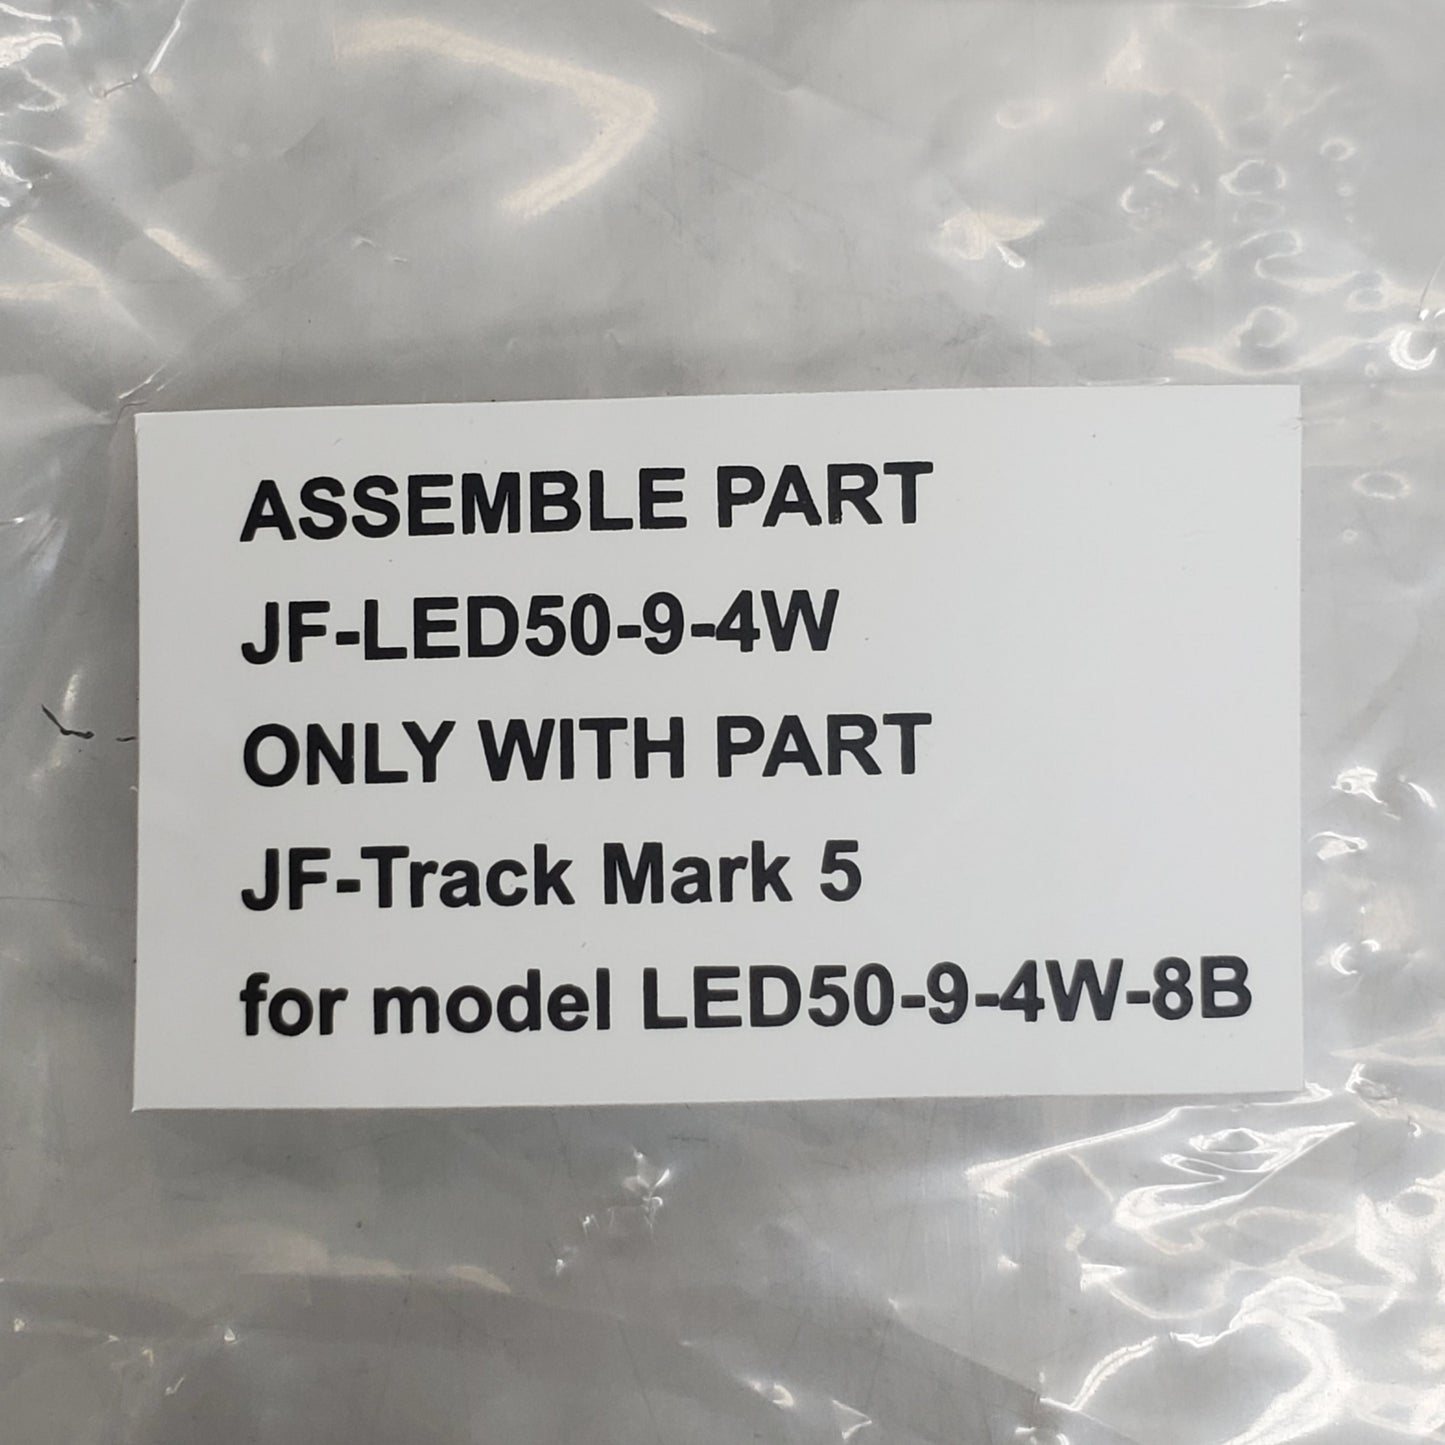 ASSEMBLE PART
JF-LED50-9-4W
ONLY WITH PART
JF-Track Mark 5
for model LED50-9-4W-8B